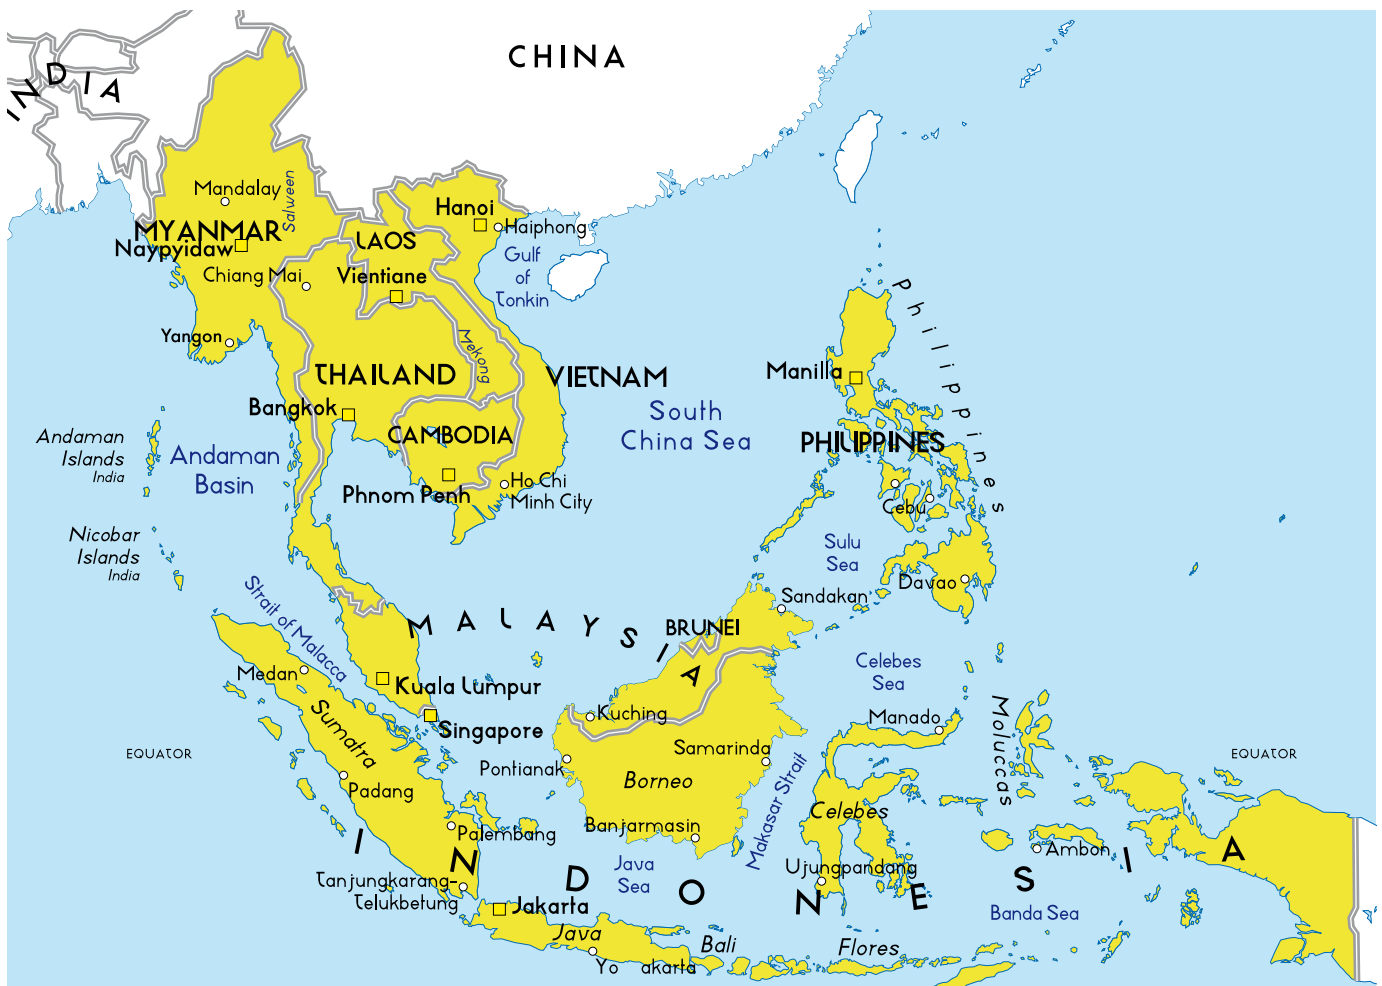 CHINA
INDIA
Mandalay
Salween
MYANMAR
Naypyidaw
Hanoi
Haiphong
LAOS
Gulf
of
Tonkin
Chiang Mai
Vientiane
Yangon
Mekong
THAILAND
VIETNAM
Philippines
Manilla
Bangkok
South
China Sea
CAMBODIA
PHILIPPINES
Andaman
Islands
India
Andaman
Basin
Phnom Penh
Ho Chi
Minh City
Cebu
Nicobar
Islands
India
Sulu
Sea
Davao
Strait of Malacca
Sandakan
MALAYSIA
BRUNEI
Medan
Kuala Lumpur
Celebes
Sea
Singapore
Kuching
Manado
Moluccas
Sumatra
EQUATOR
Samarinda
EQUATOR
Pontianak
Borneo
Makasar Strait
Padang
Celebes
Palembang
Banjarmasin
Ambon
INDONESIA
Java
Sea
Ujungpandang
Tanjungkarang-
Telukbetung
Jakarta
Banda Sea
Java
Bali
Flores
Yo akarta